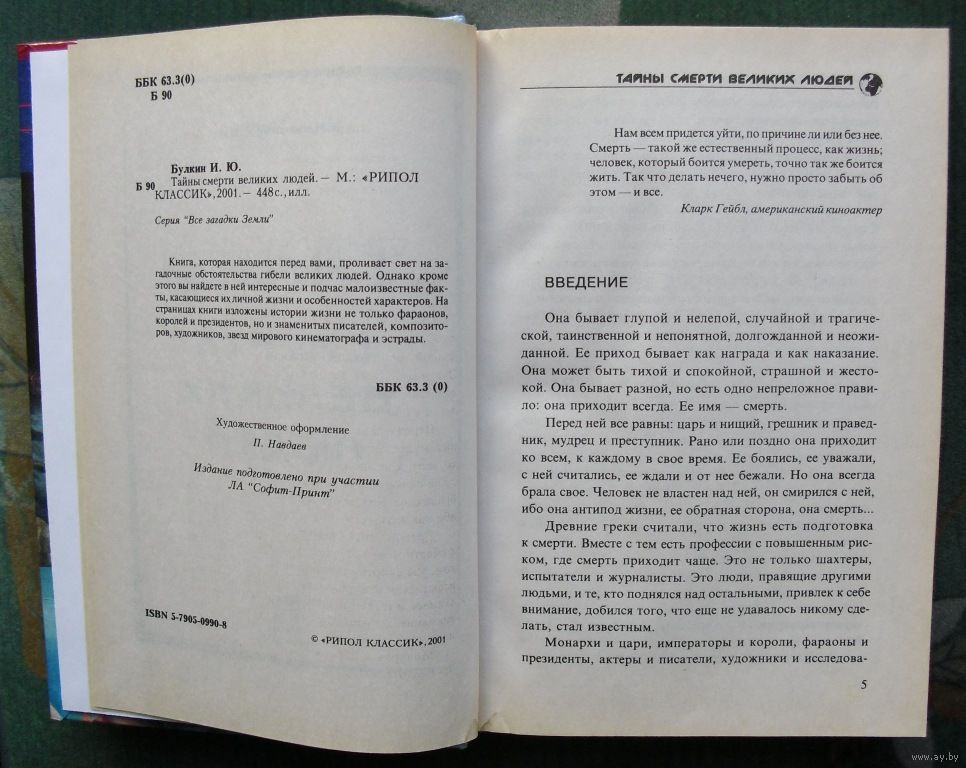 ББК 63.3(0)
Б 90
Булкин И. Ю.
Б 90 Тайны смерти великих людей. — М.: «РИПОЛ
КЛАССИК», 2001. — 448 с., илл.
Серия "Все загадки Земли"
Книга, которая находится перед вами, проливает свет на за-
гадочные обстоятельства гибели великих людей. Однако кроме
этого вы найдете в ней интересные и подчас малоизвестные фак-
ты, касающиеся их личной жизни и особенностей характеров. На
страницах книги изложены истории жизни не только фараонов,
королей и президентов, но и знаменитых писателей, композито-
ров, художников, звезд мирового кинематографа и эстрады.
ББК 63.3 (0)
Художественное оформление
П. Навдаев
Издание подготовлено при участии
ЛА "Софит-Принт"
ISBN 5-7905-0990-8
© «РИПОЛ КЛАССИК», 2001
ТАЙНЫ СМЕРТИ ВЕЛИКИХ ЛЮДЕЙ
Нам всем придется уйти, по причине ли или без нее.
Смерть — такой же естественный процесс, как жизнь;
человек, который боится умереть, точно так же боится
жить. Так что делать нечего, нужно просто забыть об
этом — и все.
Кларк Гейбл, американский киноактер
ВВЕДЕНИЕ
Она бывает глупой и нелепой, случайной и трагиче-
ской, таинственной и непонятной, долгожданной и неожи-
данной. Ее приход бывает как награда и как наказание.
Она может быть тихой и спокойной, страшной и жесто-
кой. Она бывает разной, но есть одно непреложное прави-
ло: она приходит всегда. Ее имя — смерть.
Перед ней все равны: царь и нищий, грешник и правед-
ник, мудрец и преступник. Рано или поздно она приходит
ко всем, к каждому в свое время. Ее боялись, ее уважали,
с ней считались, ее ждали и от нее бежали. Но она всегда
брала свое. Человек не властен над ней, он смирился с ней,
ибо она антипод жизни, ее обратная сторона, она смерть...
Древние греки считали, что жизнь есть подготовка
к смерти. Вместе с тем есть профессии с повышенным рис-
ком, где смерть приходит чаще. Это не только шахтеры,
испытатели и журналисты. Это люди, правящие другими
людьми, и те, кто поднялся над остальными, привлек к себе
внимание, добился того, что еще не удавалось никому сде-
лать, стал известным.
Монархи и цари, императоры и короли, фараоны и
президенты, актеры и писатели, художники и исследова-
5
www.ay.by